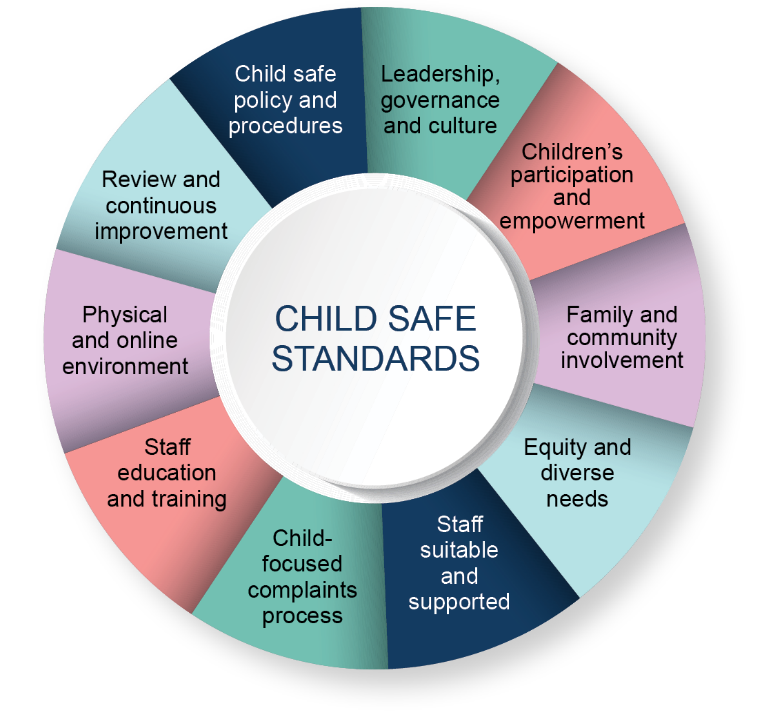 CHILD SAFE
STANDARDS
Leadership,
governance
and culture
Children’s
participation
and
empowerment
Family and
community
involvement
Equity and
diverse
needs
Staff
suitable
and
supported
Child-
focused
complaints
process
Staff
education
and training
Physical
and online
environment
Review and
continuous
improvement
Child safe
policy and
procedures